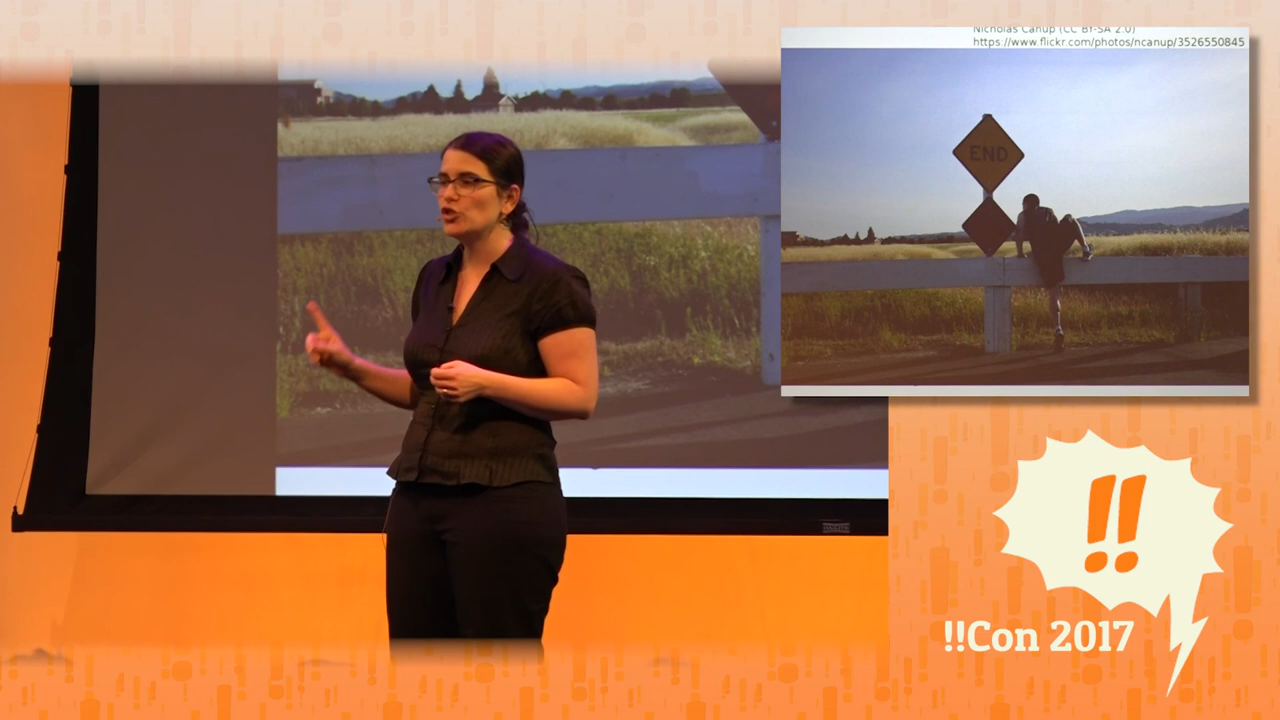 Nicholas Canup (CC BY-SA 2.0)
https://www.flickr.com/photos/ncanup/3526550845
END
!!
!!Con 2017